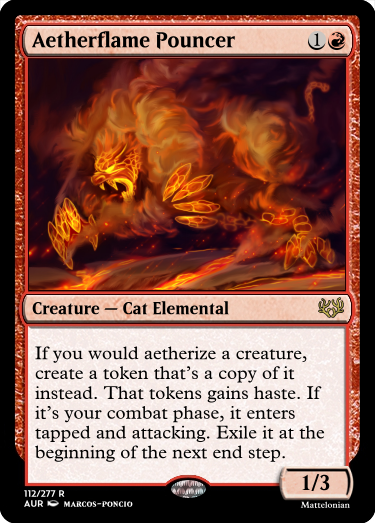 Aetherflame Pouncer 1
Creature — Cat Elemental
If you would aetherize a creature,
create a token that's a copy of it
instead. That tokens gains haste. If
it's your combat phase, it enters
tapped and attacking. Exile it at the
beginning of the next end step.
1/3
112/277 R
AUR MARCOS-PONCIO
Mattelonian